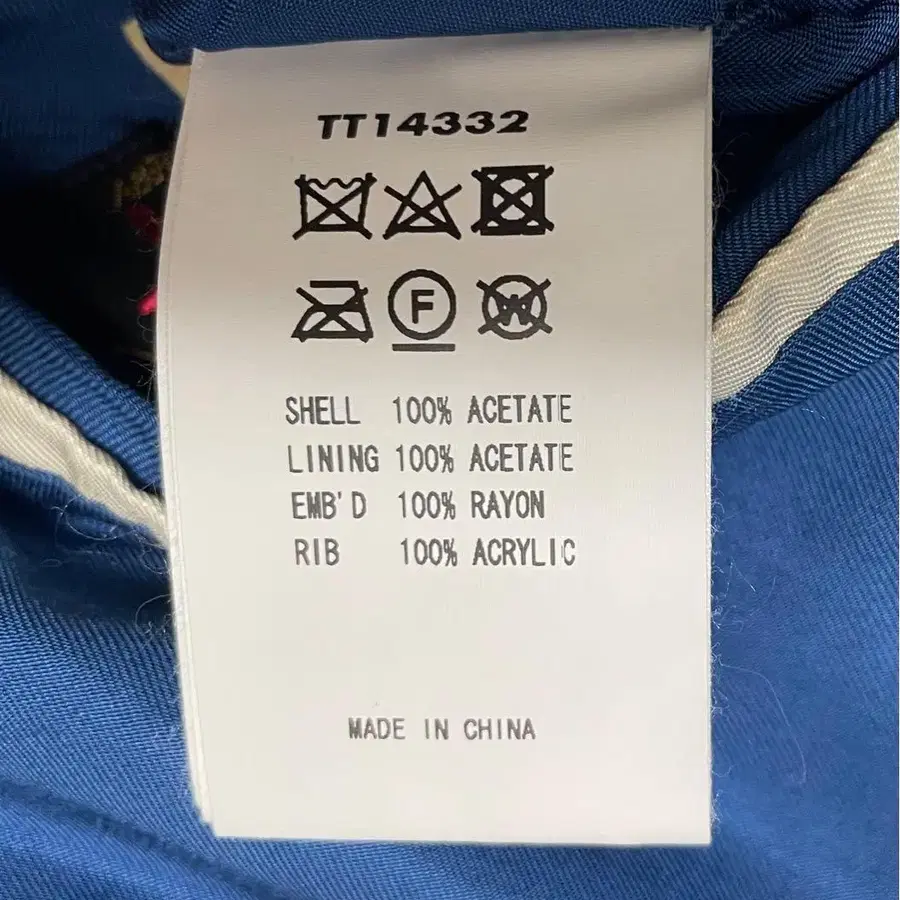 TT14332
F W
SHELL 100% ACETATE
LINING 100% ACETATE
EMB'D 100% RAYON
RIB 100% ACRYLIC
MADE IN CHINA